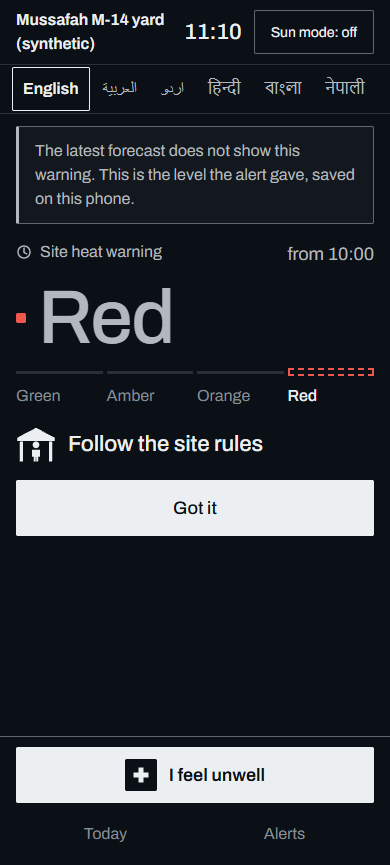 Mussafah M-14 yard
(synthetic)
11:10
Sun mode: off
English
العربية
اردو
हिन्दी
বাংলা
नेपाली
The latest forecast does not show this
warning. This is the level the alert gave, saved
on this phone.
Site heat warning
from 10:00
Red
Green
Amber
Orange
Red
Follow the site rules
Got it
I feel unwell
Today
Alerts